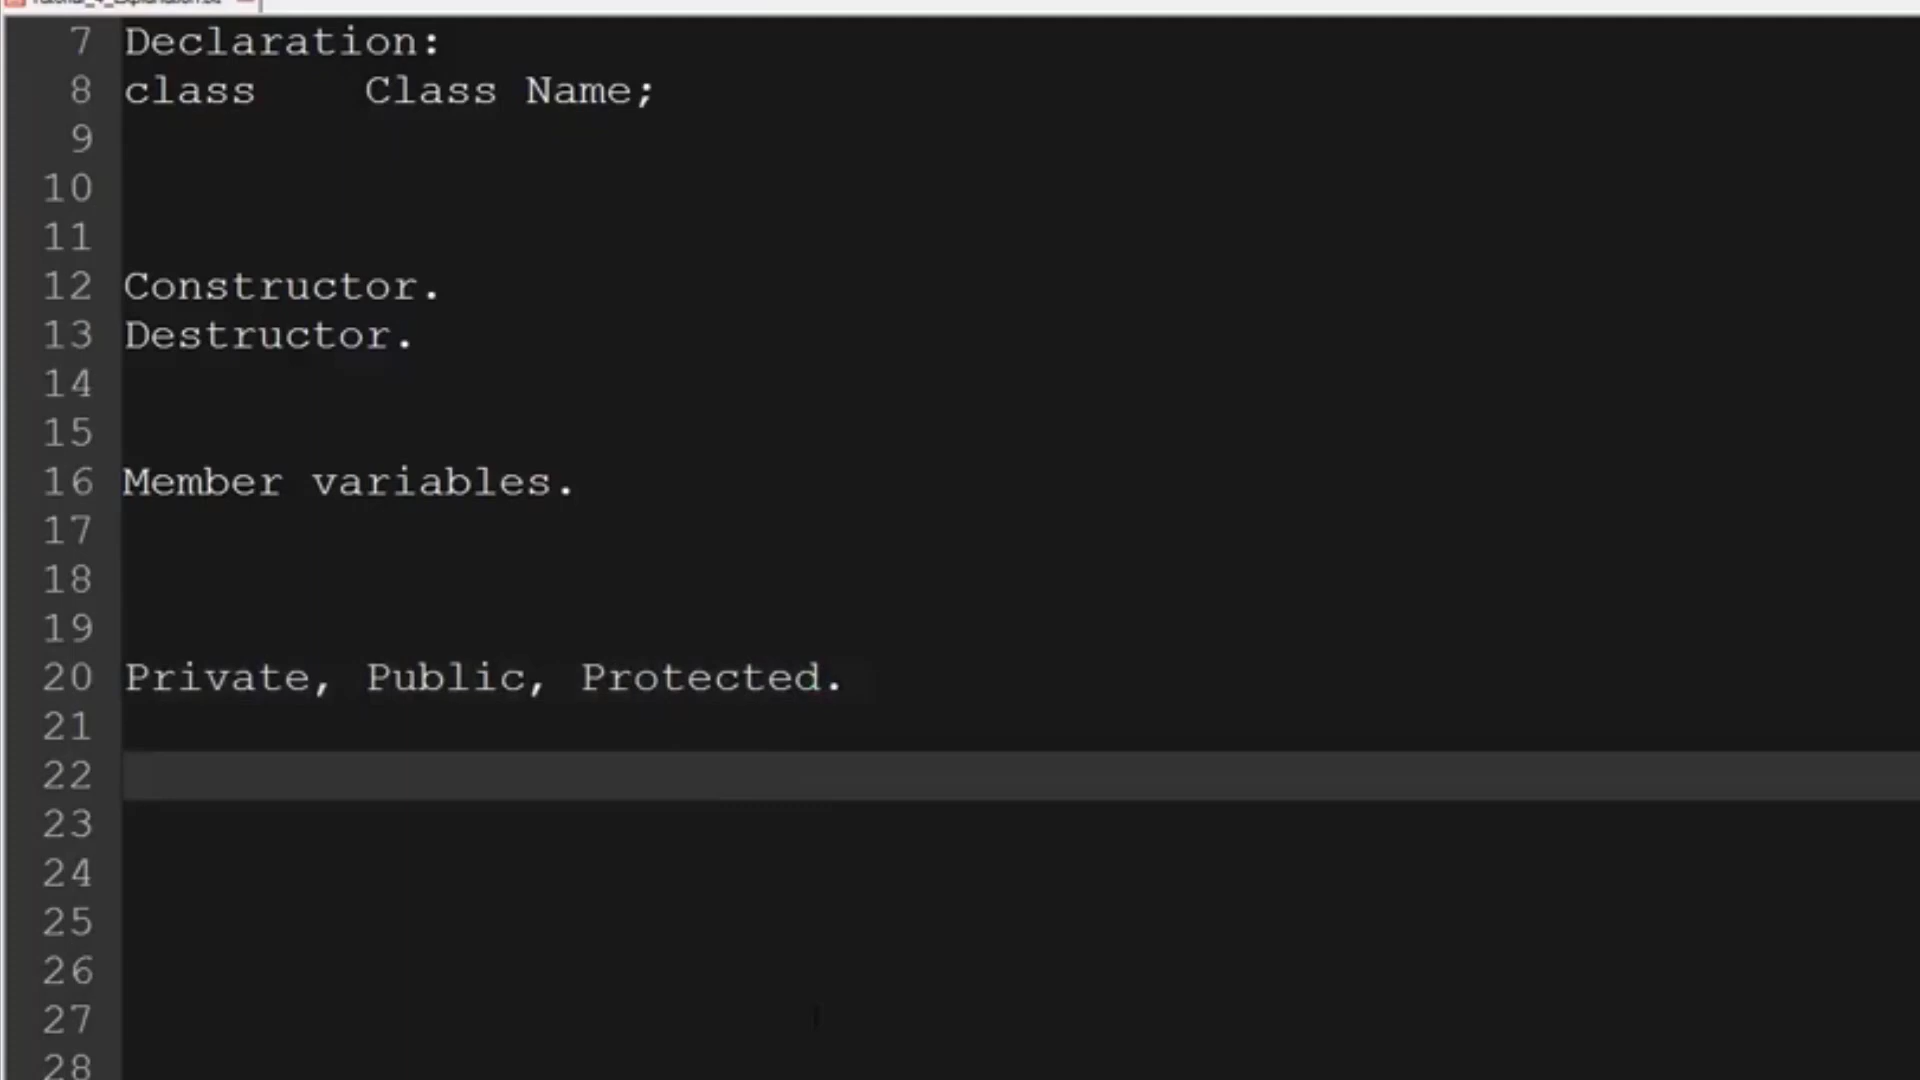 7 Declaration:
8 class    Class Name;
9
10
11
12 Constructor.
13 Destructor.
14
15
16 Member variables.
17
18
19
20 Private, Public, Protected.
21
22
23
24
25
26
27
28